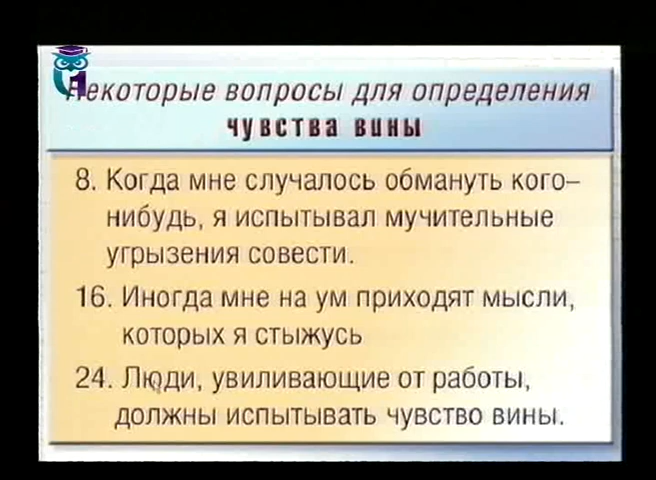 Некоторые вопросы для определения
чувства вины
8. Когда мне случалось обмануть кого–
нибудь, я испытывал мучительные
угрызения совести.
16. Иногда мне на ум приходят мысли,
которых я стыжусь
24. Люди, увиливающие от работы,
должны испытывать чувство вины.